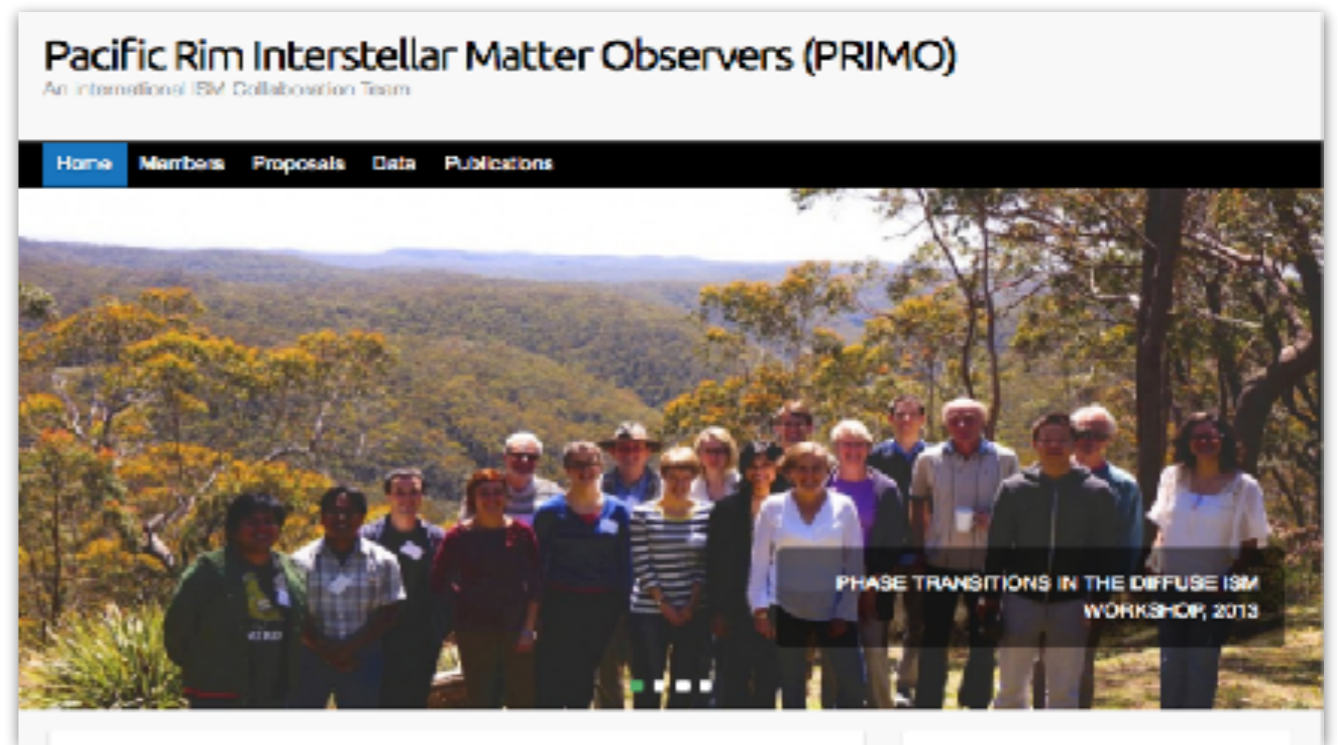 Pacific Rim Interstellar Matter Observers (PRIMO)
An International ISM Collaboration Team
Home Members Proposals Data Publications
PHASE TRANSITIONS IN THE DIFFUSE ISM
WORKSHOP, 2013